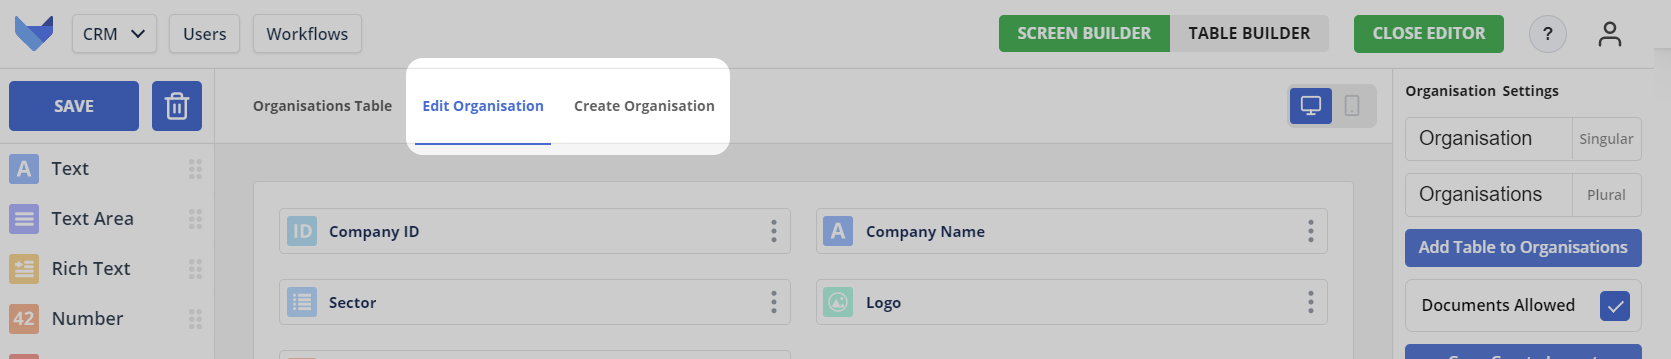 CRM
Users
Workflows
SCREEN BUILDER
TABLE BUILDER
CLOSE EDITOR
?
SAVE
Organisations Table
Edit Organisation
Create Organisation
A Text
Text Area
Rich Text
42 Number
ID Company ID
A Company Name
Sector
Logo
Organisation Settings
Organisation Singular
Organisations Plural
Add Table to Organisations
Documents Allowed